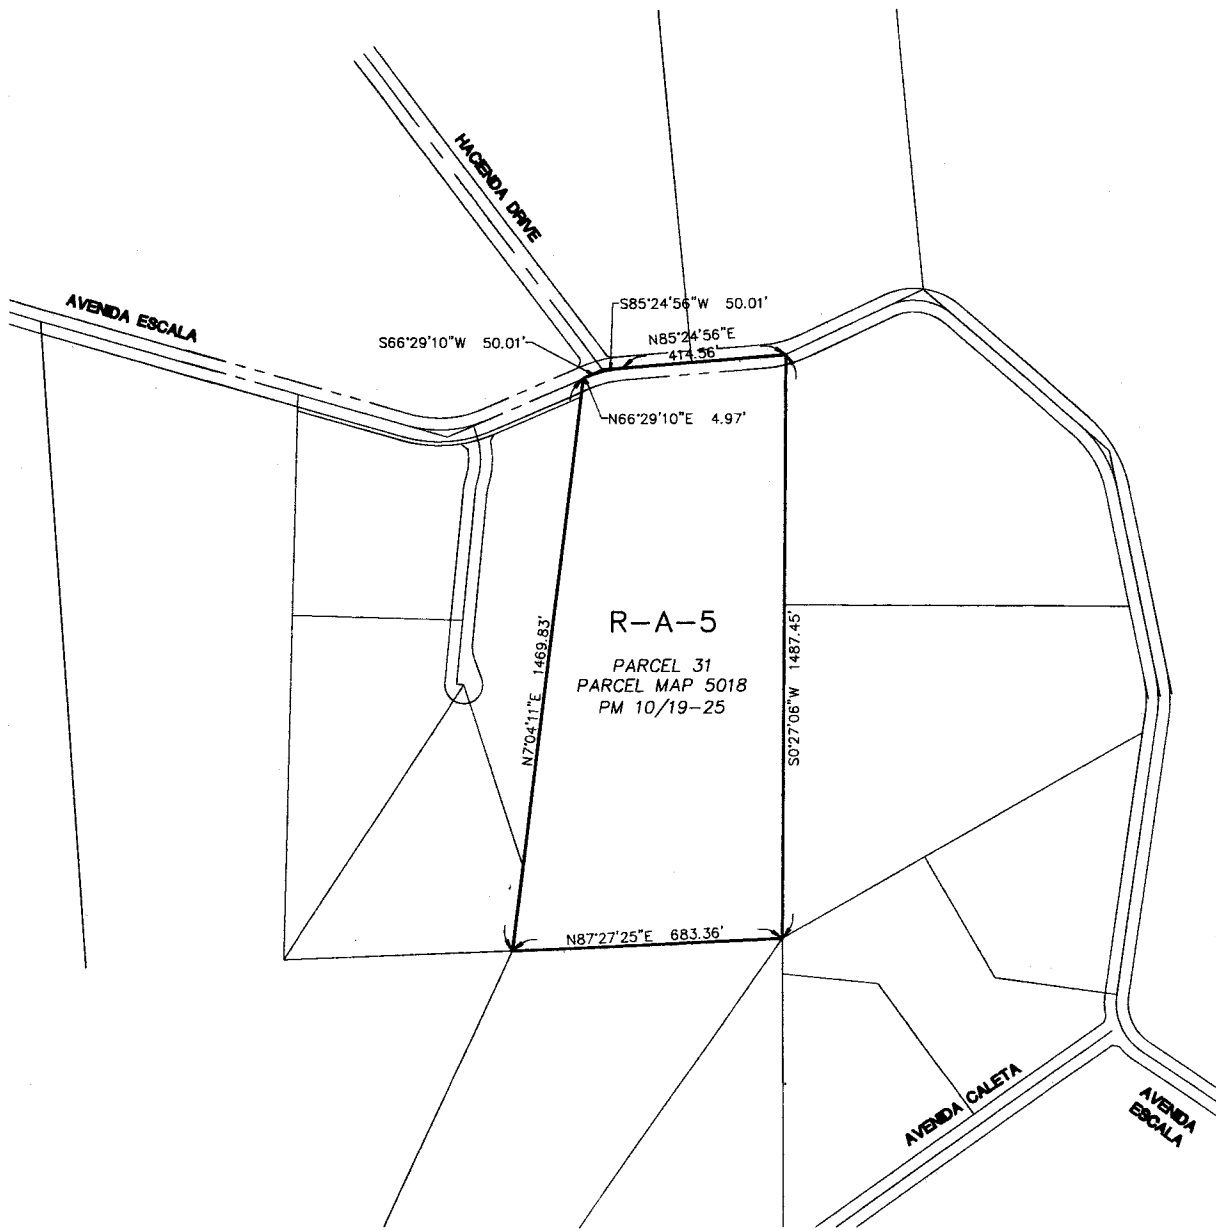 HACIENDA DRIVE
AVENIDA ESCALA
S85°24'56"W 50.01'
S66°29'10"W 50.01'
N85°24'56"E
414.56'
N66°29'10"E 4.97'
R-A-5
PARCEL 31
PARCEL MAP 5018
PM 10/19-25
N7°04'11"E 1469.83'
S0°27'06"W 1487.45'
N87°27'25"E 683.36'
AVENIDA CALETA
AVENIDA
ESCALA